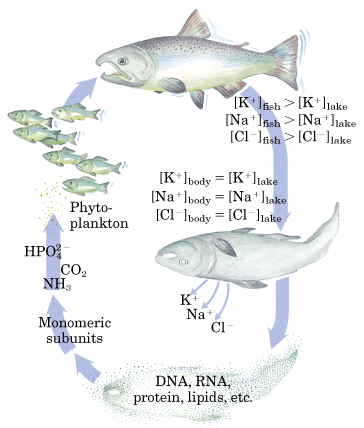 [K⁺]fish > [K⁺]lake
[Na⁺]fish > [Na⁺]lake
[Cl⁻]fish > [Cl⁻]lake
[K⁺]body = [K⁺]lake
[Na⁺]body = [Na⁺]lake
[Cl⁻]body = [Cl⁻]lake
K⁺
Na⁺
Cl⁻
DNA, RNA,
protein, lipids, etc.
Monomeric
subunits
HPO₄²⁻
CO₂
NH₃
Phyto-
plankton